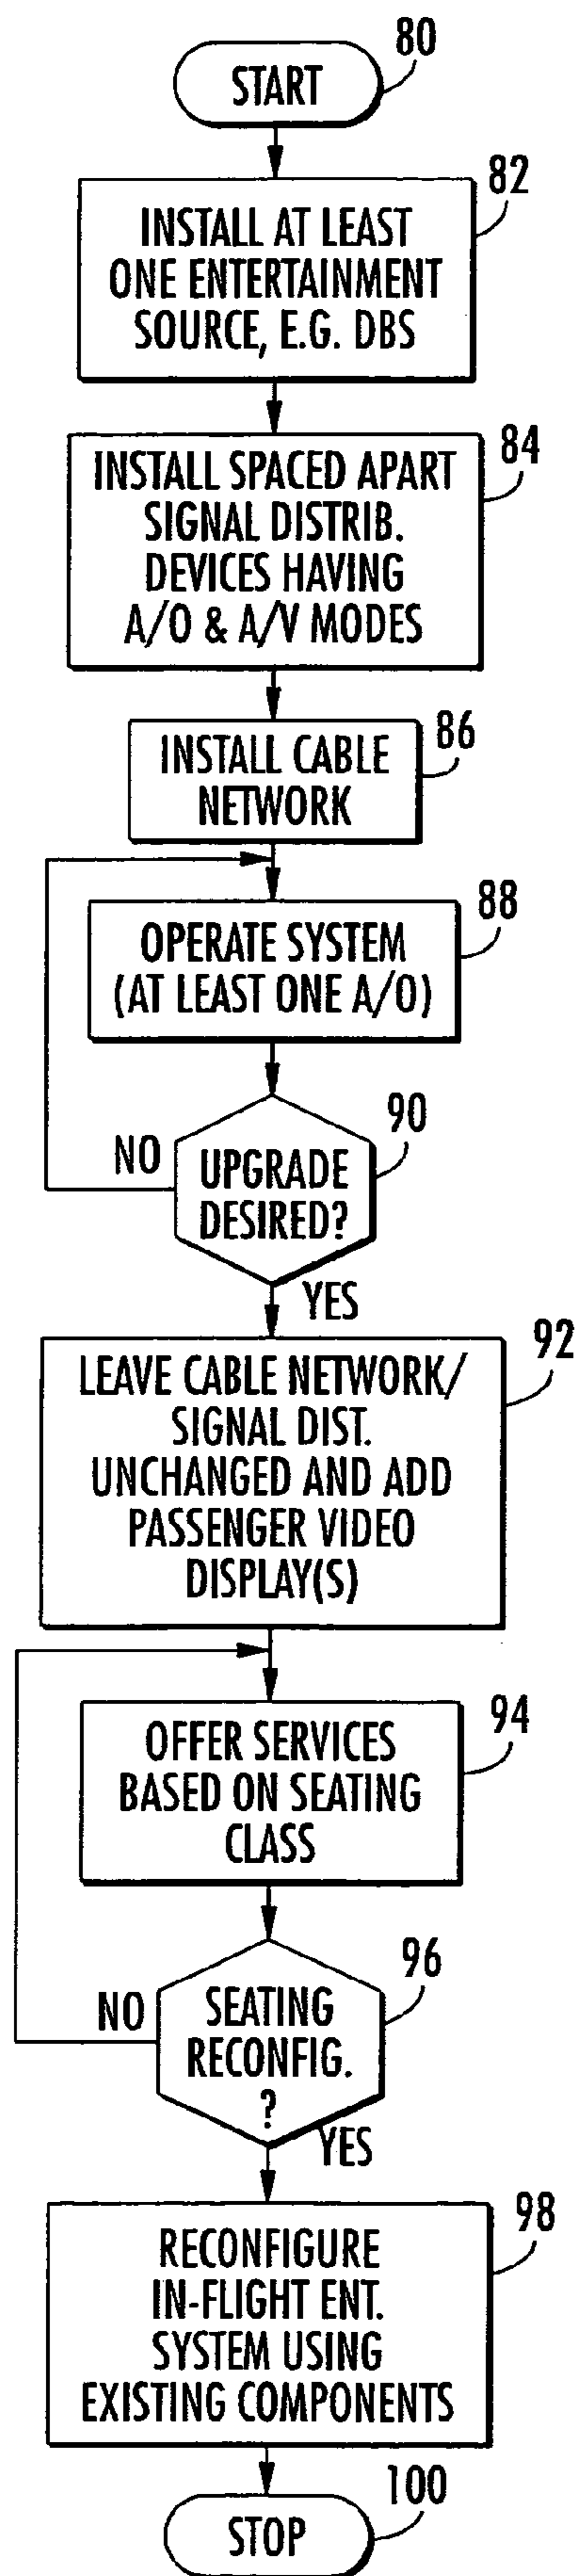 START
80
82
INSTALL AT LEAST
ONE ENTERTAINMENT
SOURCE, E.G. DBS
84
INSTALL SPACED APART
SIGNAL DISTRIB.
DEVICES HAVING
A/O & A/V MODES
86
INSTALL CABLE
NETWORK
88
OPERATE SYSTEM
(AT LEAST ONE A/O)
90
NO
UPGRADE
DESIRED?
YES
92
LEAVE CABLE NETWORK/
SIGNAL DIST.
UNCHANGED AND ADD
PASSENGER VIDEO
DISPLAY(S)
94
OFFER SERVICES
BASED ON SEATING
CLASS
96
NO
SEATING
RECONFIG.
?
YES
98
RECONFIGURE
IN-FLIGHT ENT.
SYSTEM USING
EXISTING COMPONENTS
100
STOP